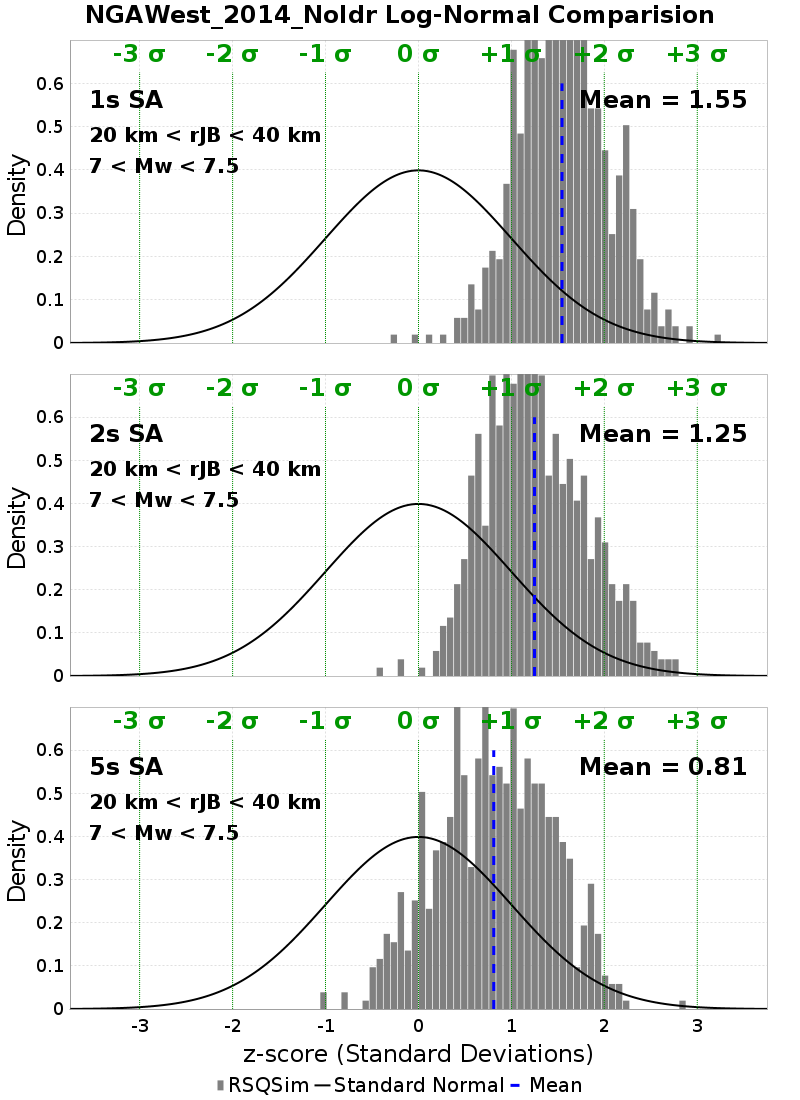 NGAWest_2014_NoIdr Log-Normal Comparision
-3 σ -2 σ -1 σ 0 σ +1 σ +2 σ +3 σ
0.6
1s SA Mean = 1.55
0.5
20 km < rJB < 40 km
7 < Mw < 7.5
0.4
0.3
0.2
0.1
0
Density
-3 σ -2 σ -1 σ 0 σ +1 σ +2 σ +3 σ
0.6
2s SA Mean = 1.25
0.5
20 km < rJB < 40 km
7 < Mw < 7.5
0.4
0.3
0.2
0.1
0
Density
-3 σ -2 σ -1 σ 0 σ +1 σ +2 σ +3 σ
0.6
5s SA Mean = 0.81
0.5
20 km < rJB < 40 km
7 < Mw < 7.5
0.4
0.3
0.2
0.1
0
Density
-3 -2 -1 0 1 2 3
z-score (Standard Deviations)
RSQSim Standard Normal Mean